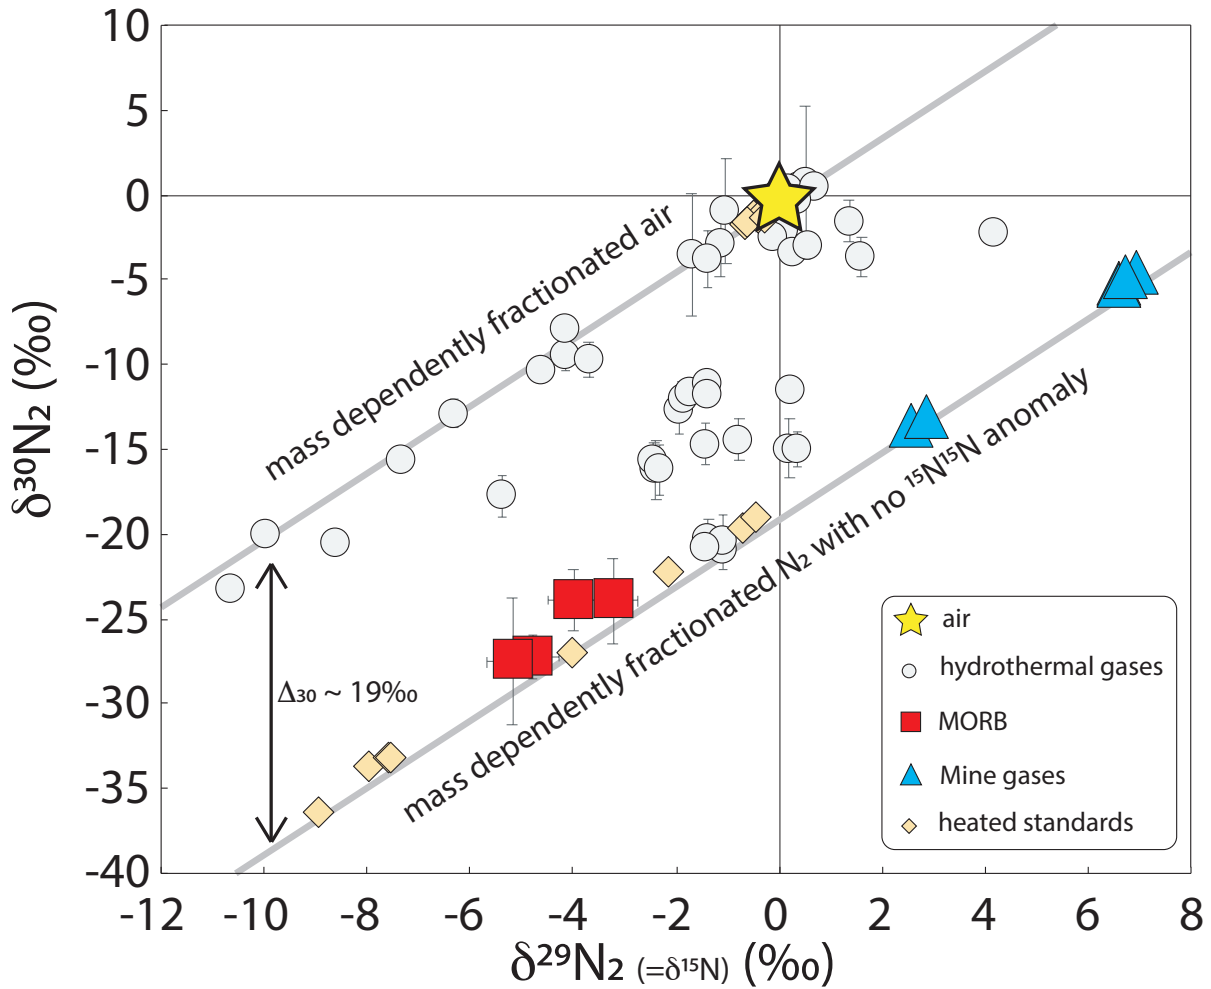 10
5
0
-5
-10
-15
-20
-25
-30
-35
-40
δ³⁰N₂ (‰)
mass dependently fractionated air
mass dependently fractionated N₂ with no ¹⁵N¹⁵N anomaly
Δ₃₀ ~ 19‰
air
hydrothermal gases
MORB
Mine gases
heated standards
-12 -10 -8 -6 -4 -2 0 2 4 6 8
δ²⁹N₂ (=δ¹⁵N) (‰)